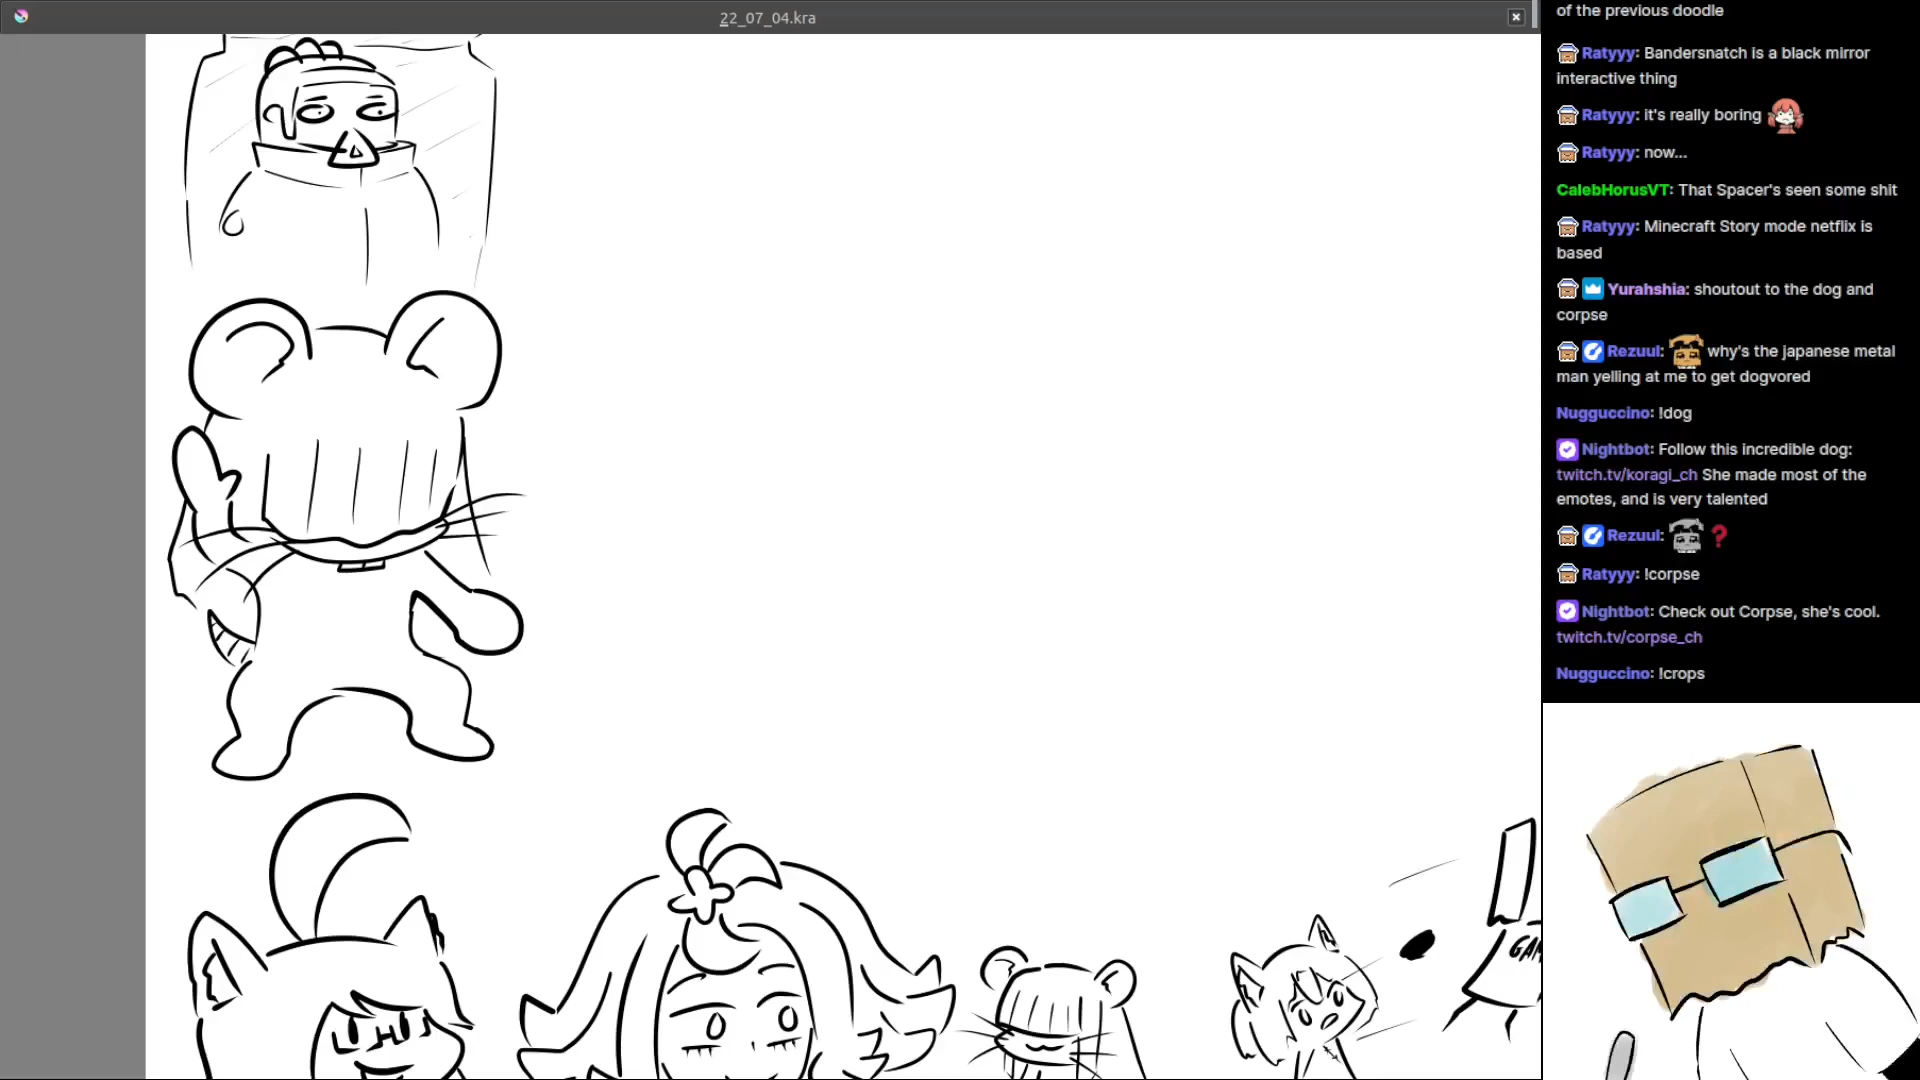 22_07_04.kra
of the previous doodle
Ratyyy: Bandersnatch is a black mirror
interactive thing
Ratyyy: it's really boring
Ratyyy: now...
CalebHorusVT: That Spacer's seen some shit
Ratyyy: Minecraft Story mode netflix is
based
Yurahshia: shoutout to the dog and
corpse
Rezuul: why's the japanese metal
man yelling at me to get dogvored
Nugguccino: !dog
Nightbot: Follow this incredible dog:
twitch.tv/koragi_ch She made most of the
emotes, and is very talented
Rezuul: ❓
Ratyyy: !corpse
Nightbot: Check out Corpse, she's cool.
twitch.tv/corpse_ch
Nugguccino: !crops